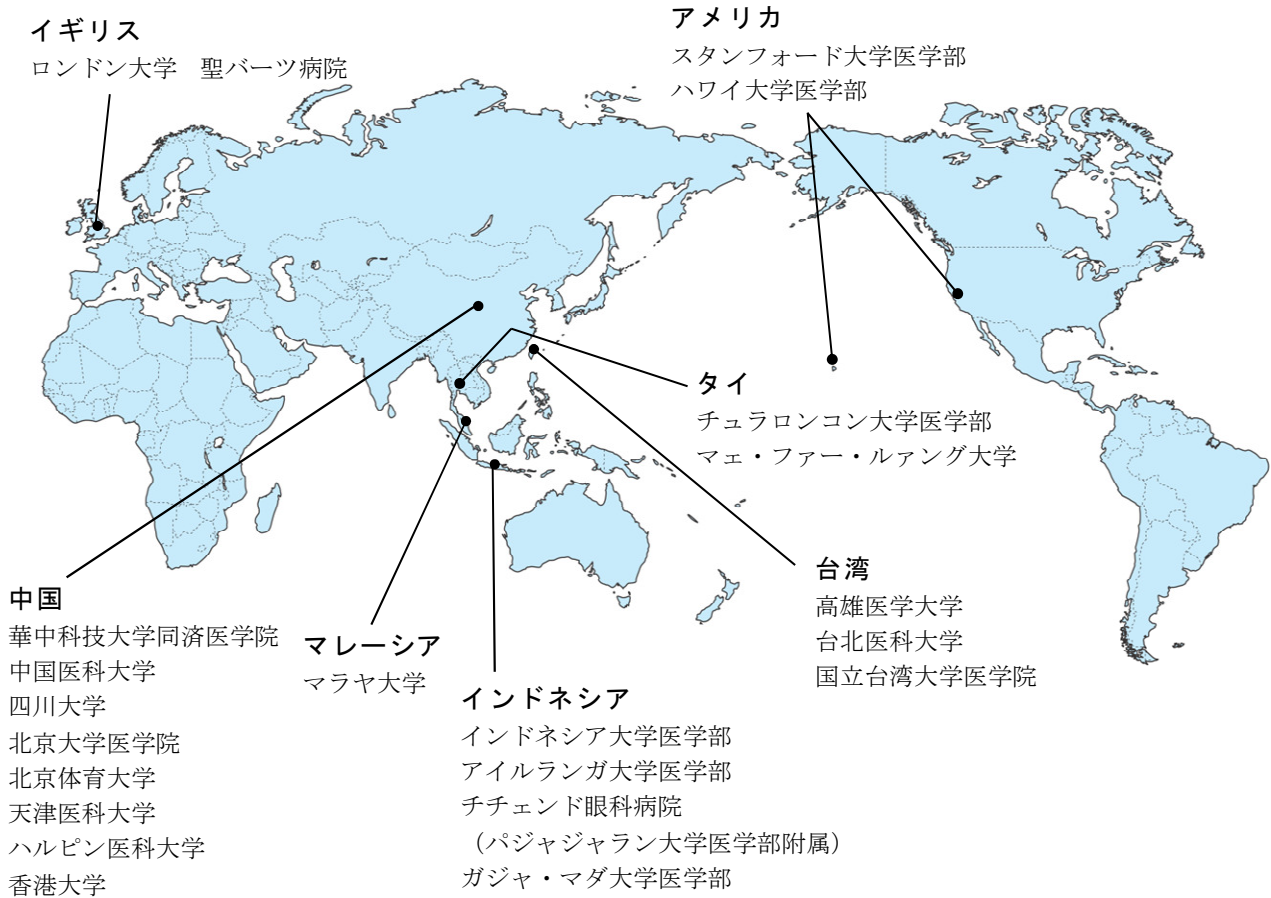 イギリス
ロンドン大学　聖バーツ病院
アメリカ
スタンフォード大学医学部
ハワイ大学医学部
タイ
チュラロンコン大学医学部
マェ・ファー・ルァング大学
台湾
高雄医学大学
台北医科大学
国立台湾大学医学院
中国
華中科技大学同済医学院
中国医科大学
四川大学
北京大学医学院
北京体育大学
天津医科大学
ハルピン医科大学
香港大学
マレーシア
マラヤ大学
インドネシア
インドネシア大学医学部
アイルランガ大学医学部
チチェンド眼科病院
（パジャジャラン大学医学部附属）
ガジャ・マダ大学医学部